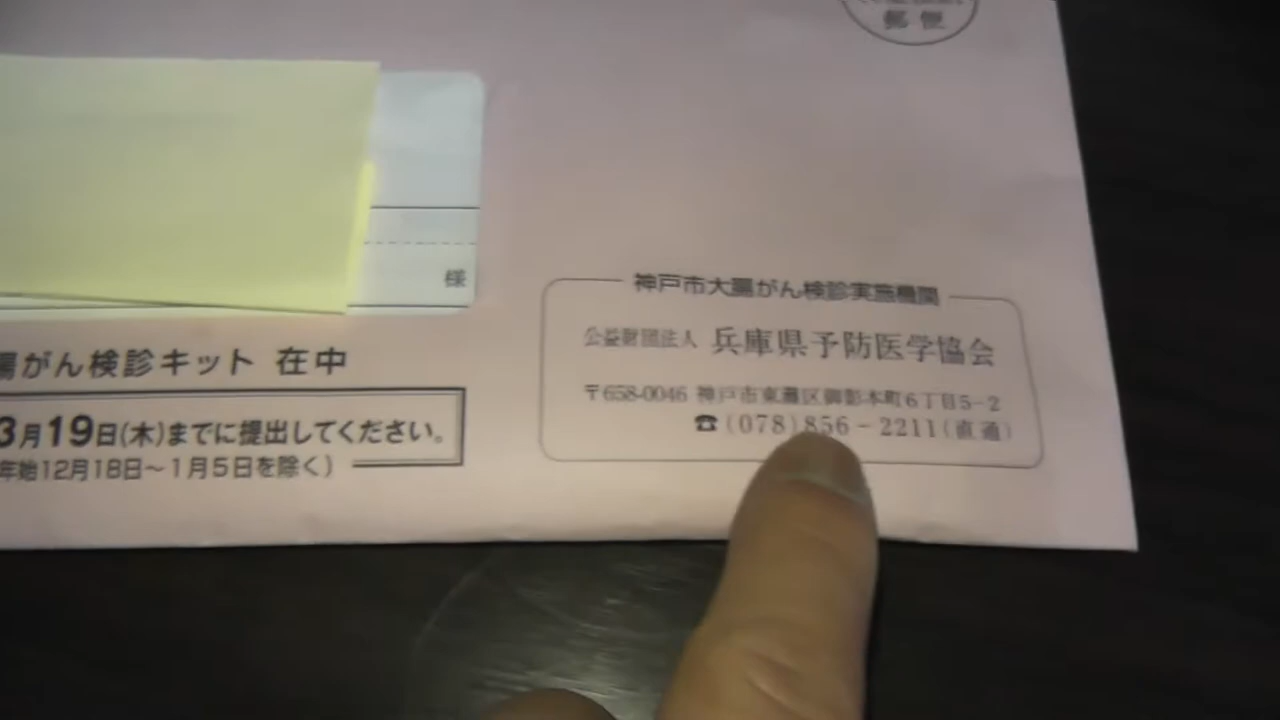 郵便
様
神戸市大腸がん検診実施機関
公益財団法人 兵庫県予防医学協会
〒658-0046 神戸市東灘区御影本町6丁目5-2
☎(078)856-2211(直通)
腸がん検診キット 在中
3月19日(木)までに提出してください。
年始12月18日～1月5日を除く)